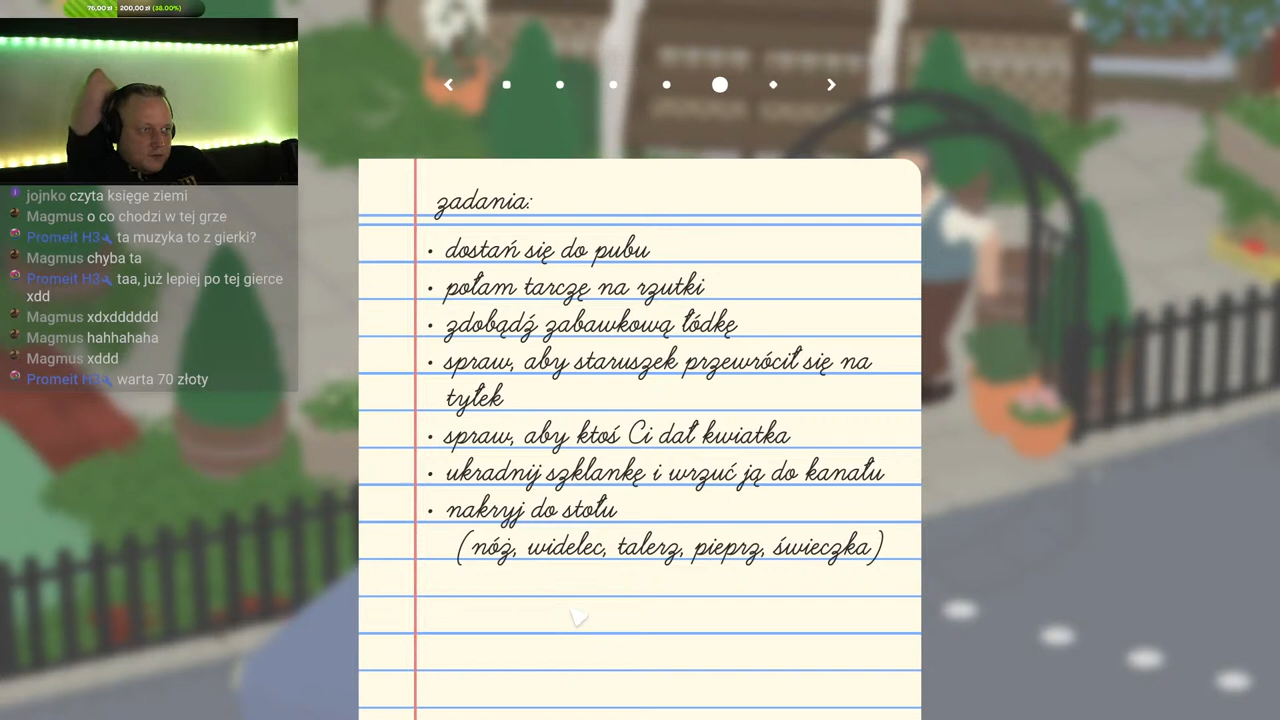 76,00 zł : 200,00 zł (38.00%)
jojnko czyta księge ziemi
Magmus o co chodzi w tej grze
Promeit H3 ta muzyka to z gierki?
Magmus chyba ta
Promeit H3 taa, już lepiej po tej gierce
xdd
Magmus xdxdddddd
Magmus hahhahaha
Magmus xddd
Promeit H3 warta 70 złoty
zadania:
• dostań się do pubu
• połam tarczę na rzutki
• zdobądź zabawkową łódkę
• spraw, aby staruszek przewrócił się na
tyłek
• spraw, aby ktoś Ci dał kwiatka
• ukradnij szklankę i wrzuć ją do kanału
• nakryj do stołu
(nóż, widelec, talerz, pieprz, świeczka)